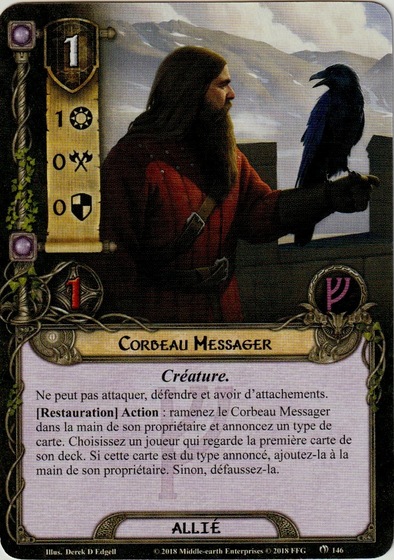 1
1
0
0
1
CORBEAU MESSAGER
Créature.
Ne peut pas attaquer, défendre et avoir d'attachements.
[Restauration] Action : ramenez le Corbeau Messager
dans la main de son propriétaire et annoncez un type de
carte. Choisissez un joueur qui regarde la première carte de
son deck. Si cette carte est du type annoncé, ajoutez-la à la
main de son propriétaire. Sinon, défaussez-la.
ALLIÉ
Illus. Derek D Edgell © 2018 Middle-earth Enterprises © 2018 FFG 146